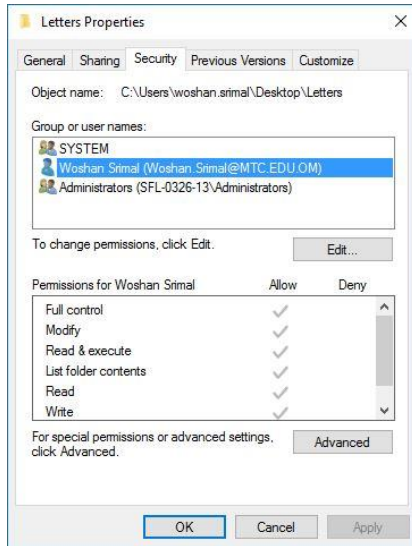 Letters Properties
General Sharing Security Previous Versions Customize
Object name: C:\Users\woshan.srimal\Desktop\Letters
Group or user names:
SYSTEM
Woshan Srimal (Woshan.Srimal@MTC.EDU.OM)
Administrators (SFL-0326-13\Administrators)
To change permissions, click Edit. Edit...
Permissions for Woshan Srimal Allow Deny
Full control
Modify
Read & execute
List folder contents
Read
Write
For special permissions or advanced settings,
click Advanced. Advanced
OK Cancel Apply